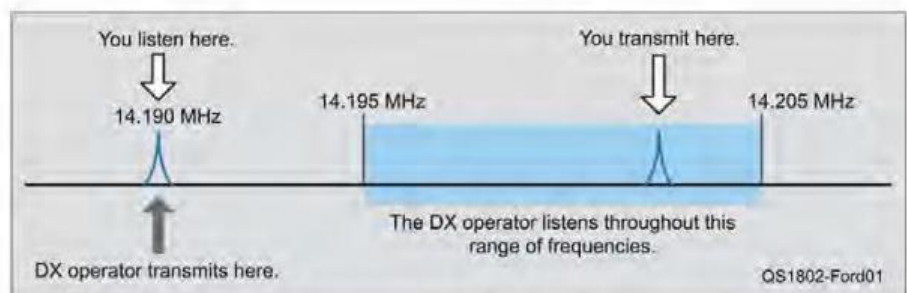 You listen here.
You transmit here.
14.190 MHz
14.195 MHz
14.205 MHz
The DX operator listens throughout this
range of frequencies.
DX operator transmits here.
QS1802-Ford01